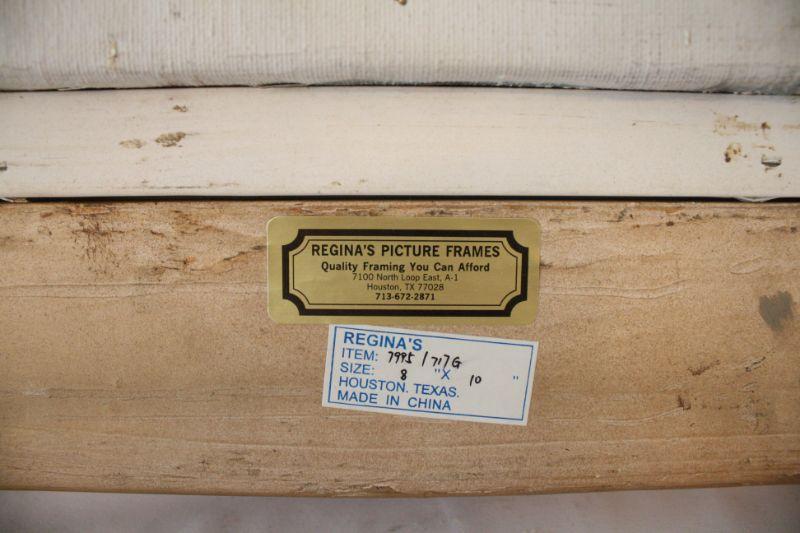 REGINA'S PICTURE FRAMES
Quality Framing You Can Afford
7100 North Loop East, A-1
Houston, TX 77028
713-672-2871
REGINA'S
ITEM: 7995 / 717G
SIZE: 8 "X 10 "
HOUSTON. TEXAS.
MADE IN CHINA